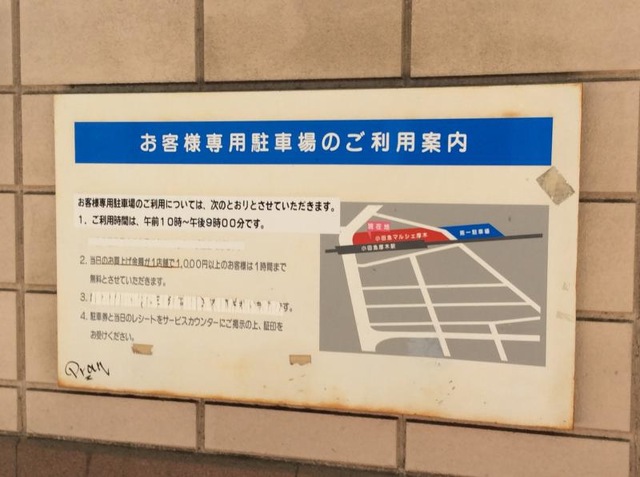 お客様専用駐車場のご利用案内
お客様専用駐車場のご利用については、次のとおりとさせていただきます。
1. ご利用時間は、午前10時〜午後9時00分です。
2. 当日のお買上げ金額が1店舗で1,000円以上のお客様は1時間まで
無料とさせていただきます。
3.
す。
4. 駐車券と当日のレシートをサービスカウンターにご掲示の上、証印を
お受けください。
現在地
小田急マルシェ厚木
第一駐車場
小田急厚木駅